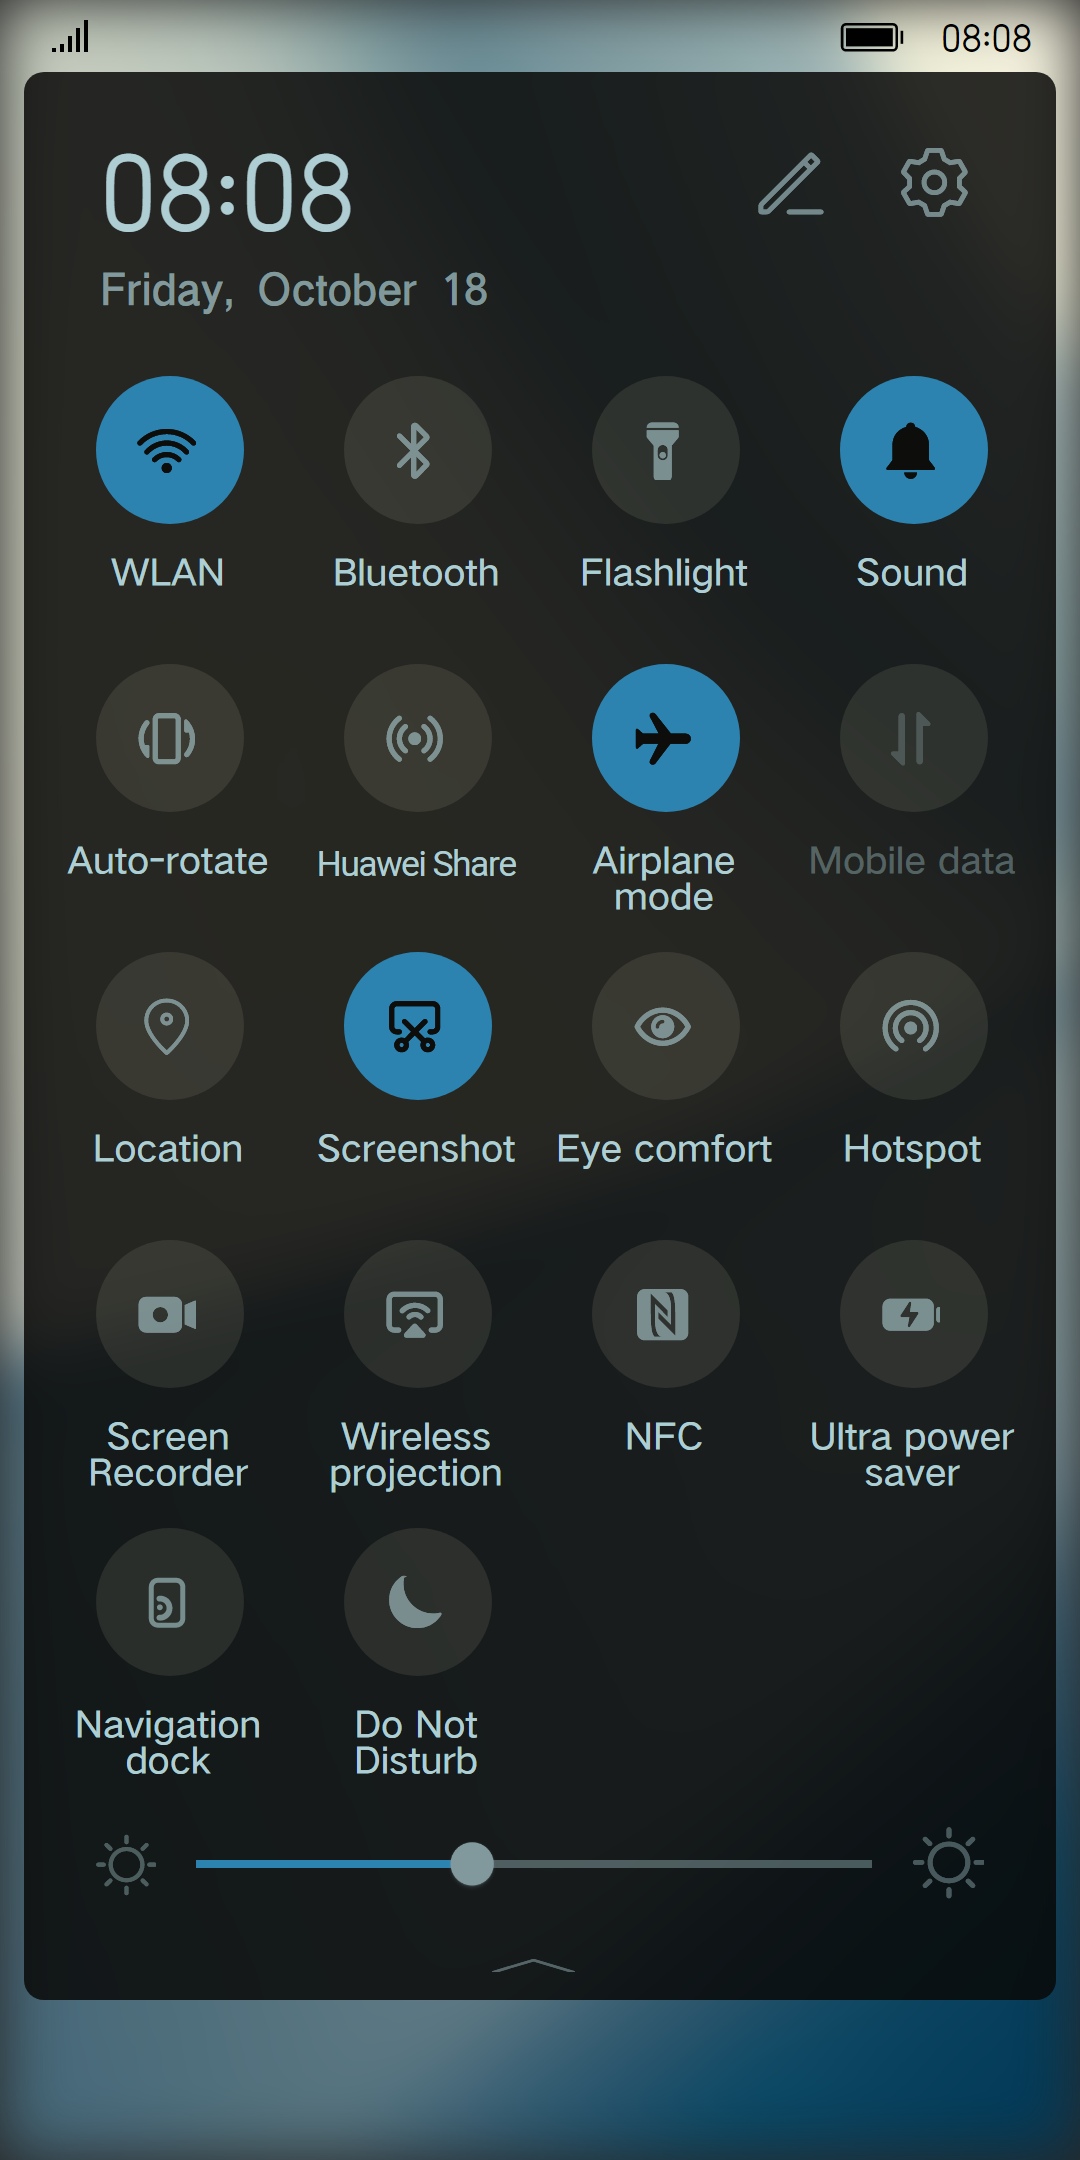 08:08
08:08
Friday, October 18
WLAN
Bluetooth
Flashlight
Sound
Auto-rotate
Huawei Share
Airplane
mode
Mobile data
Location
Screenshot
Eye comfort
Hotspot
Screen
Recorder
Wireless
projection
NFC
Ultra power
saver
Navigation
dock
Do Not
Disturb